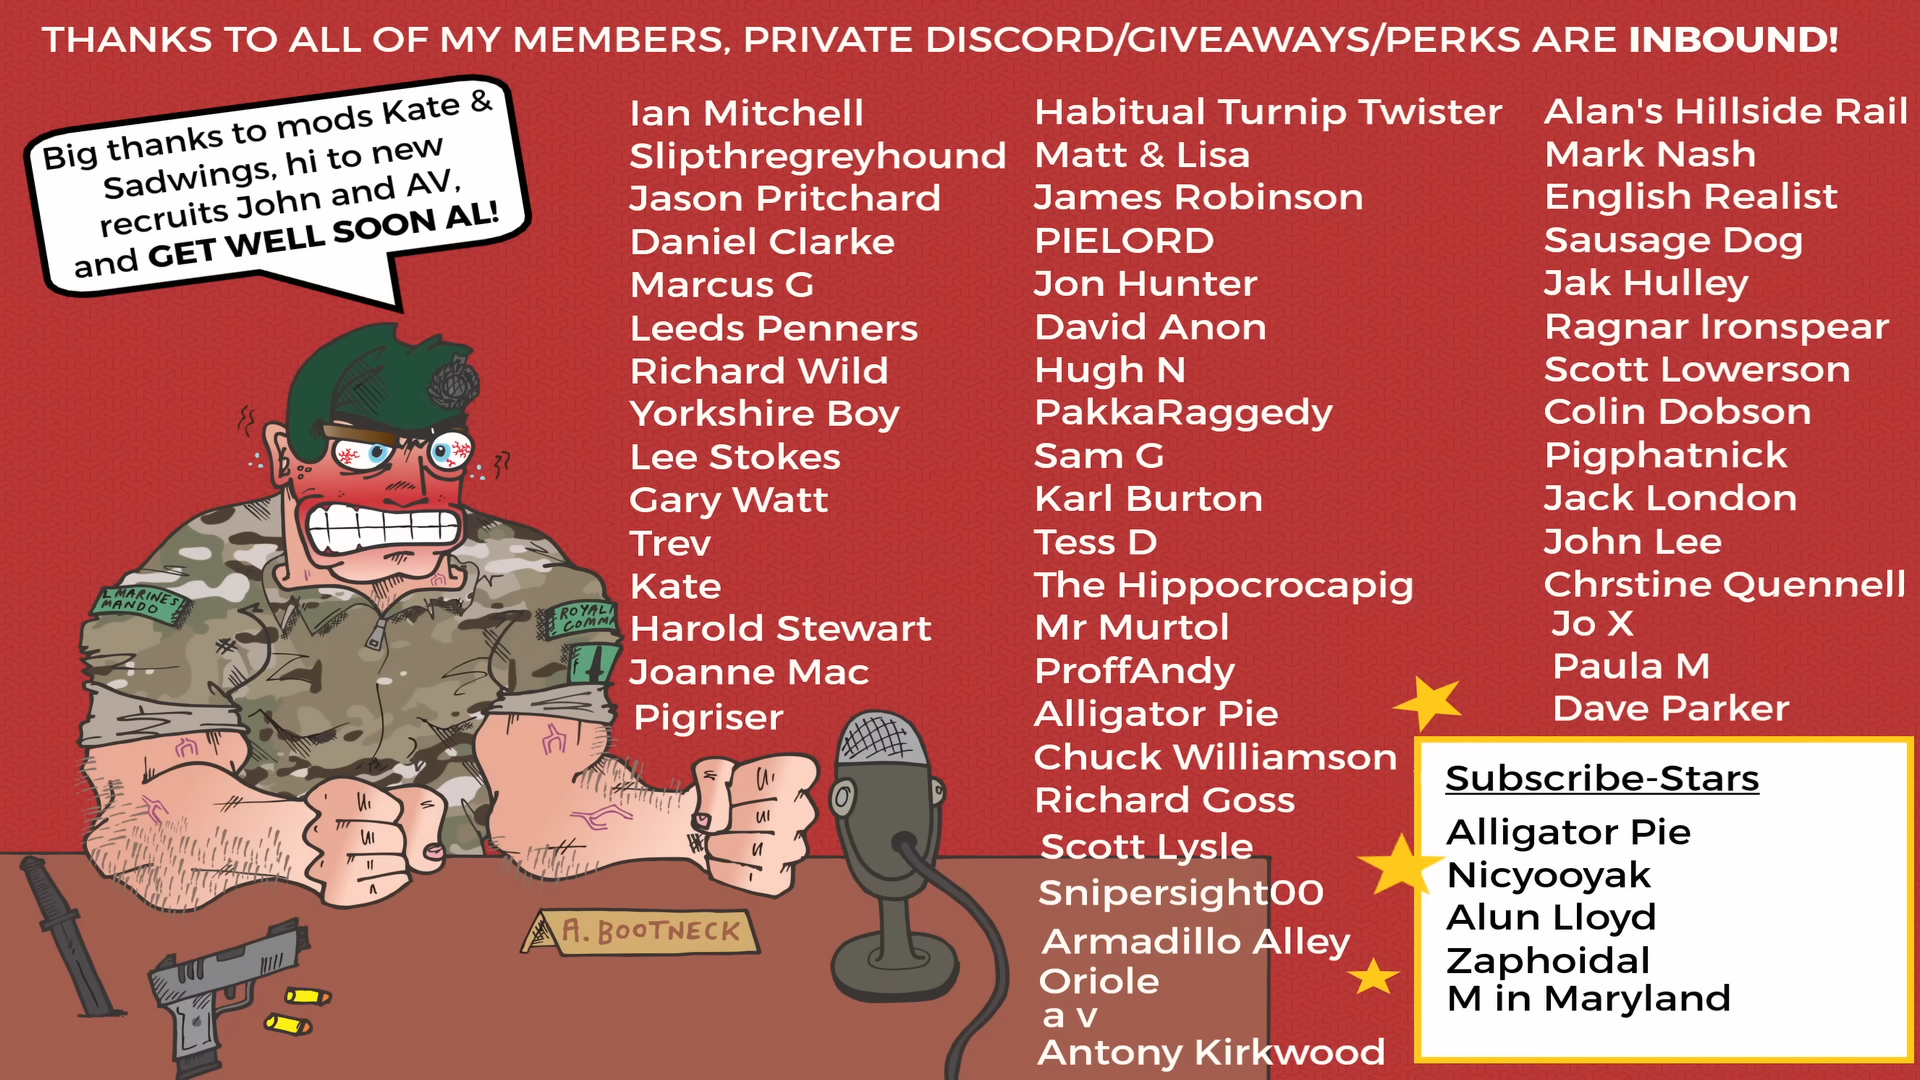 THANKS TO ALL OF MY MEMBERS, PRIVATE DISCORD/GIVEAWAYS/PERKS ARE INBOUND!
Big thanks to mods Kate &
Sadwings, hi to new
recruits John and AV,
and GET WELL SOON AL!
Ian Mitchell
Slipthregreyhound
Jason Pritchard
Daniel Clarke
Marcus G
Leeds Penners
Richard Wild
Yorkshire Boy
Lee Stokes
Gary Watt
Trev
Kate
Harold Stewart
Joanne Mac
Pigriser
Habitual Turnip Twister
Matt & Lisa
James Robinson
PIELORD
Jon Hunter
David Anon
Hugh N
PakkaRaggedy
Sam G
Karl Burton
Tess D
The Hippocrocapig
Mr Murtol
ProffAndy
Alligator Pie
Chuck Williamson
Richard Goss
Scott Lysle
Snipersight00
Armadillo Alley
Oriole
a v
Antony Kirkwood
Alan's Hillside Rail
Mark Nash
English Realist
Sausage Dog
Jak Hulley
Ragnar Ironspear
Scott Lowerson
Colin Dobson
Pigphatnick
Jack London
John Lee
Chrstine Quennell
Jo X
Paula M
Dave Parker
Subscribe-Stars
Alligator Pie
Nicyooyak
Alun Lloyd
Zaphoidal
M in Maryland
L MARINES
MANDO
ROYAL
COMMA
A. BOOTNECK